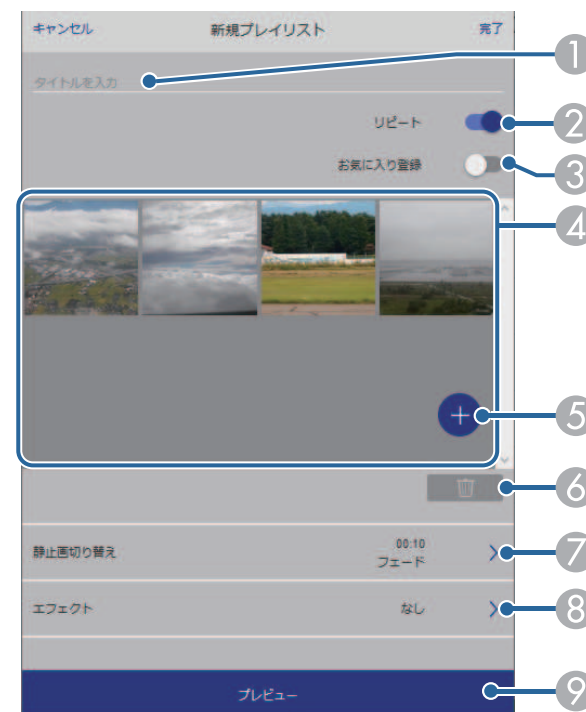 キャンセル 新規プレイリスト 完了
タイトルを入力 1
リピート 2
お気に入り登録 3
4
+ 5
6
静止画切り替え 00:10 フェード 7
エフェクト なし 8
プレビュー 9